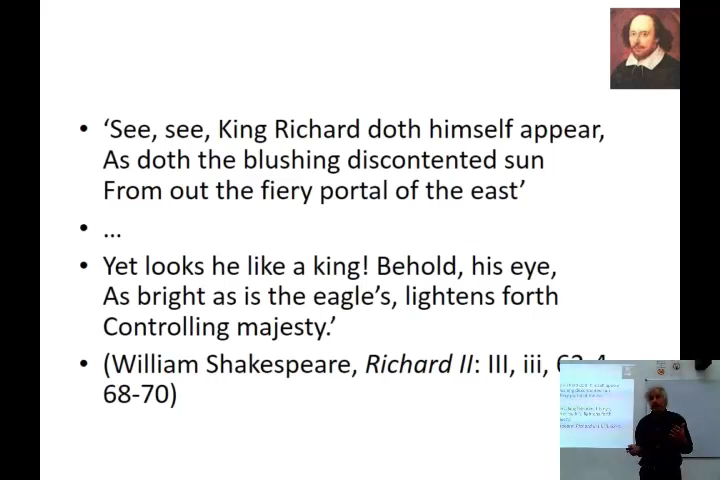 • ‘See, see, King Richard doth himself appear,
As doth the blushing discontented sun
From out the fiery portal of the east’
• ...
• Yet looks he like a king! Behold, his eye,
As bright as is the eagle’s, lightens forth
Controlling majesty.’
• (William Shakespeare, Richard II: III, iii,
68-70)